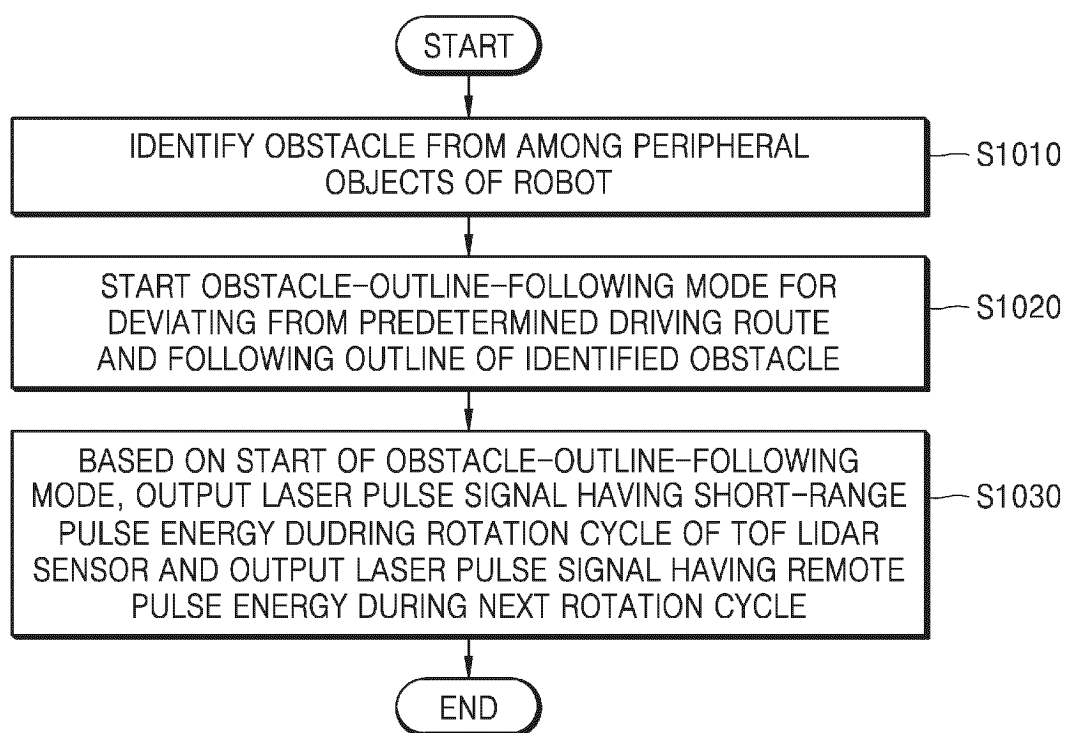 START
IDENTIFY OBSTACLE FROM AMONG PERIPHERAL
OBJECTS OF ROBOT
S1010
START OBSTACLE-OUTLINE-FOLLOWING MODE FOR
DEVIATING FROM PREDETERMINED DRIVING ROUTE
AND FOLLOWING OUTLINE OF IDENTIFIED OBSTACLE
S1020
BASED ON START OF OBSTACLE-OUTLINE-FOLLOWING
MODE, OUTPUT LASER PULSE SIGNAL HAVING SHORT-RANGE
PULSE ENERGY DUDRING ROTATION CYCLE OF TOF LIDAR
SENSOR AND OUTPUT LASER PULSE SIGNAL HAVING REMOTE
PULSE ENERGY DURING NEXT ROTATION CYCLE
S1030
END